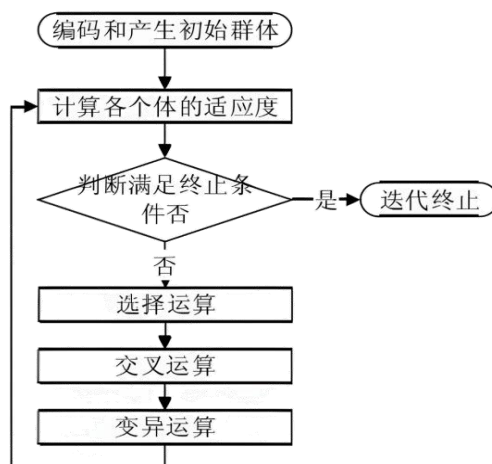 编码和产生初始群体
计算各个体的适应度
判断满足终止条
件否
是
迭代终止
否
选择运算
交叉运算
变异运算